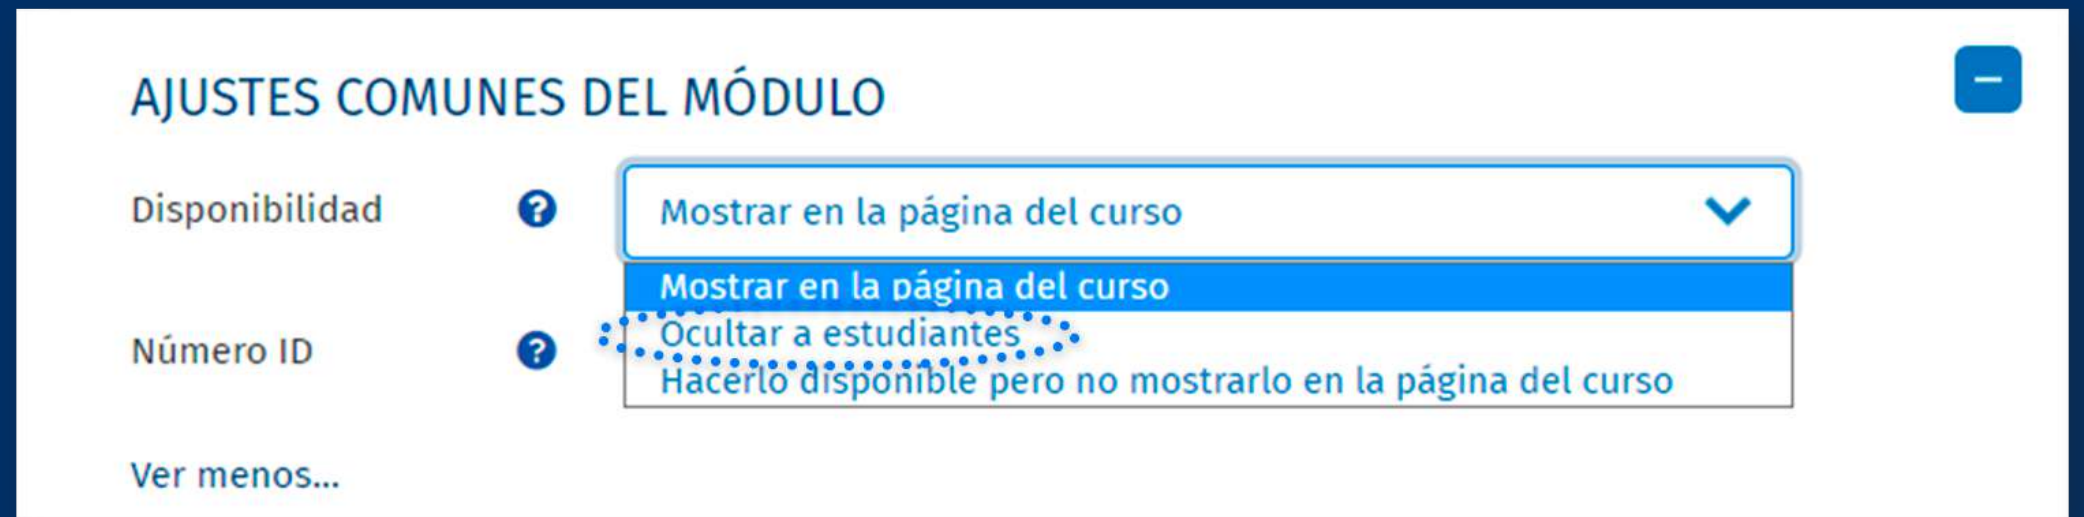 AJUSTES COMUNES DEL MÓDULO
Disponibilidad
Mostrar en la página del curso
Mostrar en la página del curso
Ocultar a estudiantes
Hacerlo disponible pero no mostrarlo en la página del curso
Número ID
Ver menos...